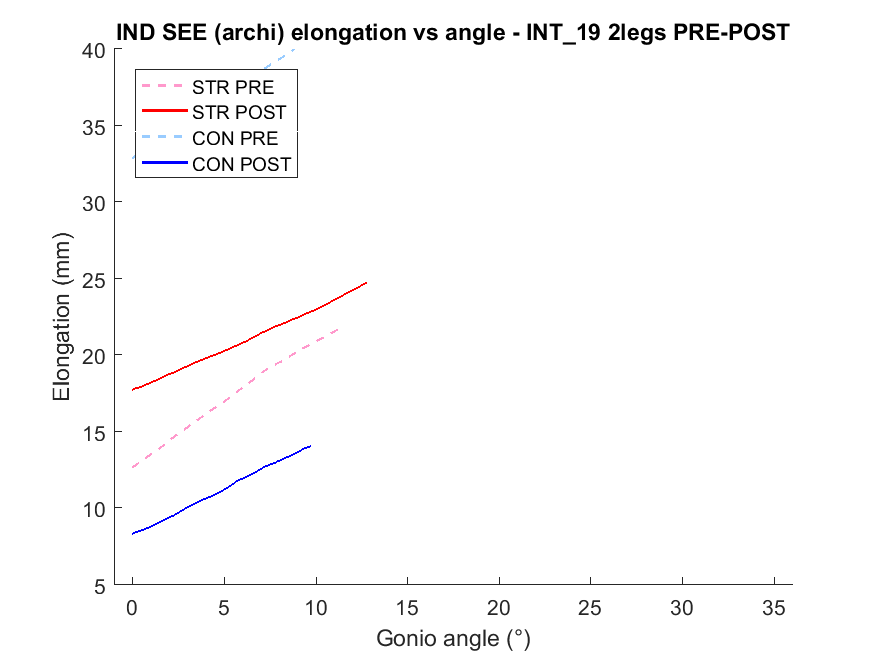 IND SEE (archi) elongation vs angle - INT_19 2legs PRE-POST
STR PRE
STR POST
CON PRE
CON POST
Elongation (mm)
40
35
30
25
20
15
10
5
0 5 10 15 20 25 30 35
Gonio angle (°)